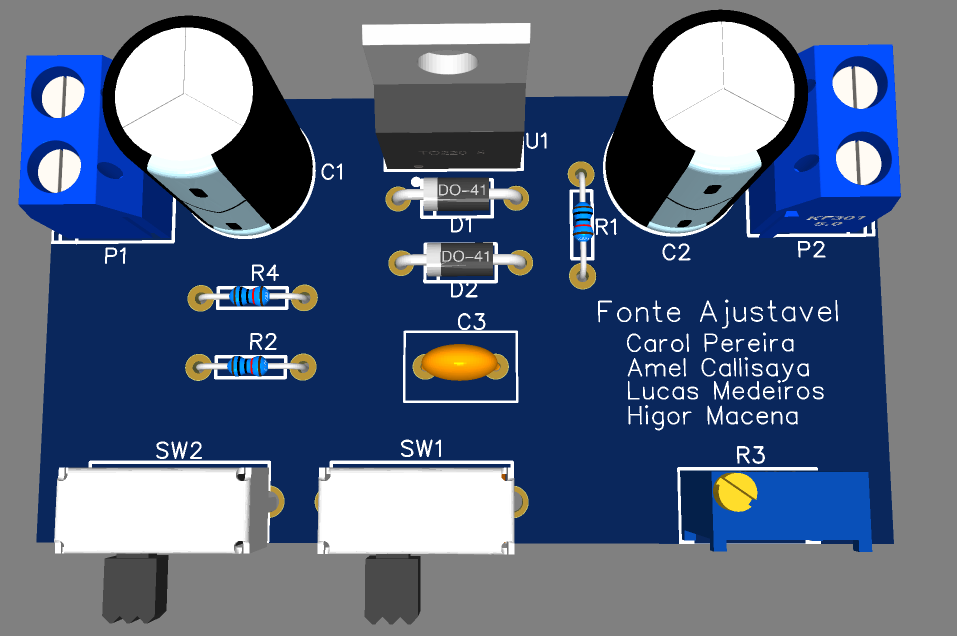 U1
C1
DO-41
D1
R1
KF301
5.0
P1
C2
P2
DO-41
D2
R4
C3
R2
Fonte Ajustavel
Carol Pereira
Amel Callisaya
Lucas Medeiros
Higor Macena
SW2
SW1
R3